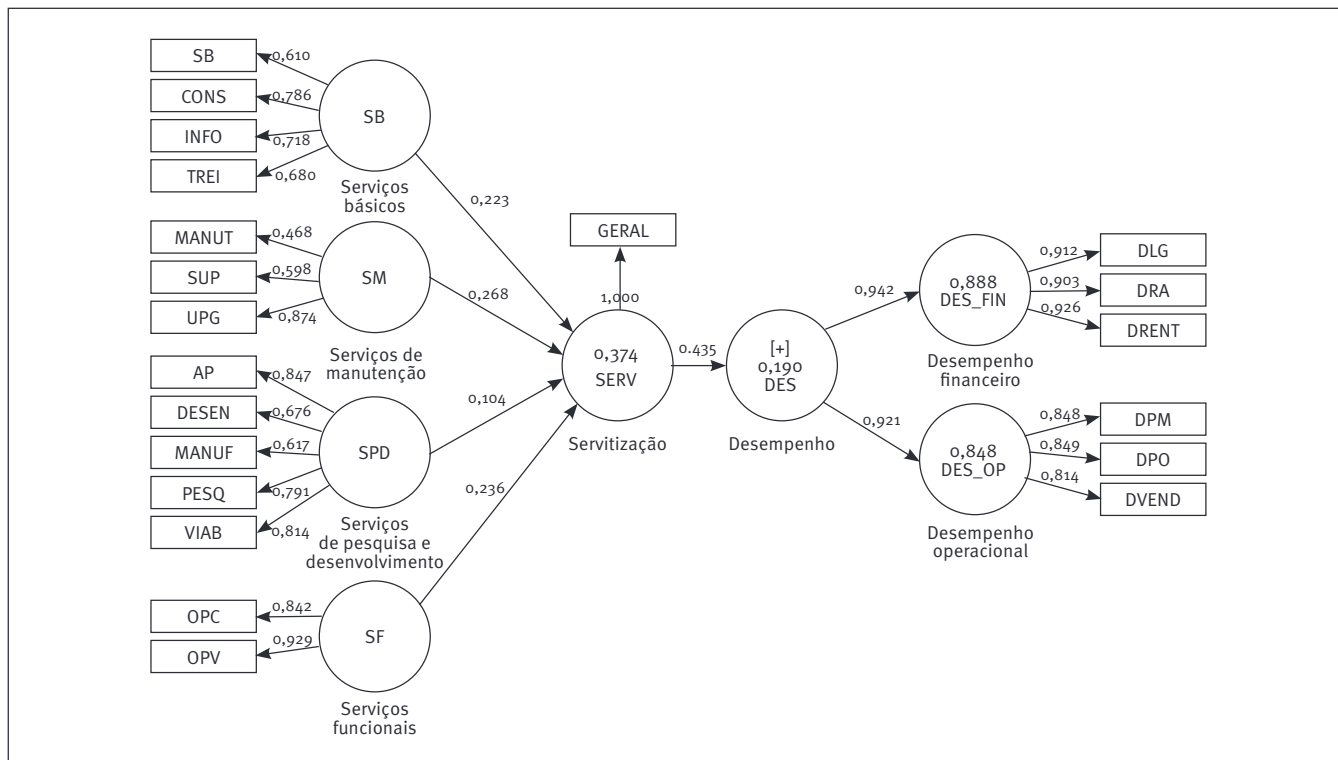 SB
0,610
CONS
0,786
INFO
0,718
TREI
0,680
SB
Serviços
básicos
0,223
MANUT
0,468
SUP
0,598
UPG
0,874
SM
Serviços de
manutenção
0,268
AP
0,847
DESEN
0,676
MANUF
0,617
PESQ
0,791
VIAB
0,814
SPD
Serviços
de pesquisa e
desenvolvimento
0,104
OPC
0,842
OPV
0,929
SF
Serviços
funcionais
0,236
GERAL
1,000
0,374
SERV
Servitização
0.435
[+]
0,190
DES
Desempenho
0,942
0,888
DES_FIN
Desempenho
financeiro
0,912
DLG
0,903
DRA
0,926
DRENT
0,921
0,848
DES_OP
Desempenho
operacional
0,848
DPM
0,849
DPO
0,814
DVEND